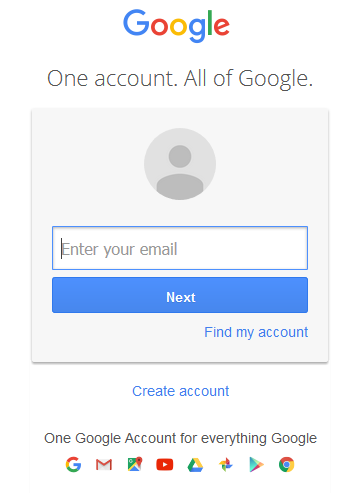 Google
One account. All of Google.
Enter your email
Next
Find my account
Create account
One Google Account for everything Google